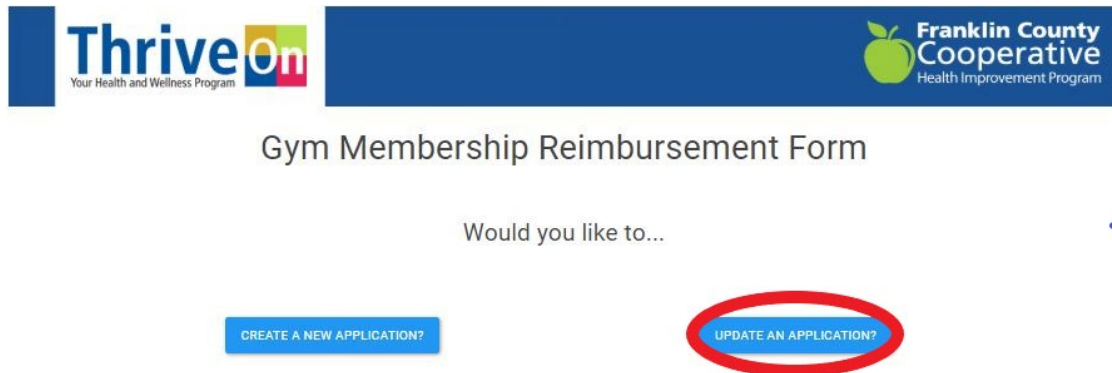 Thrive On
Your Health and Wellness Program
Franklin County
Cooperative
Health Improvement Program
Gym Membership Reimbursement Form
Would you like to...
CREATE A NEW APPLICATION?
UPDATE AN APPLICATION?